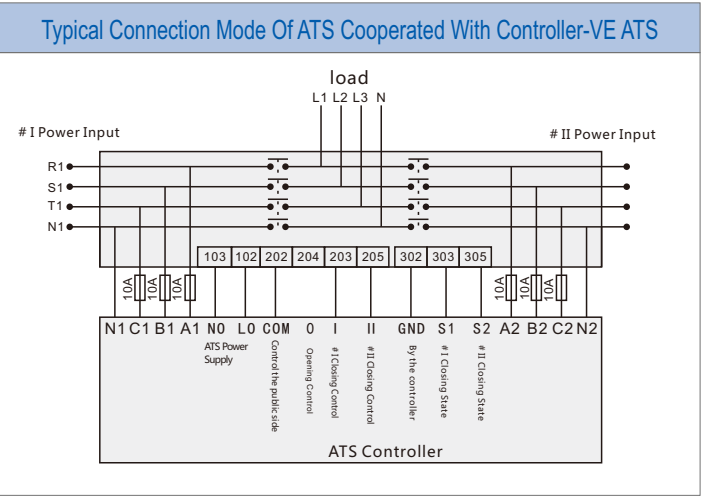 Typical Connection Mode Of ATS Cooperated With Controller-VE ATS
load
L1 L2 L3 N
# I Power Input
# II Power Input
R1
S1
T1
N1
103 102 202 204 203 205 302 303 305
10A 10A 10A 10A 10A 10A
N1 C1 B1 A1 NO LO COM O I II GND S1 S2 A2 B2 C2 N2
ATS Power
Supply
Control the public side
Opening Control
# I Closing Control
# II Closing Control
By the controller
# I Closing State
# II Closing State
ATS Controller